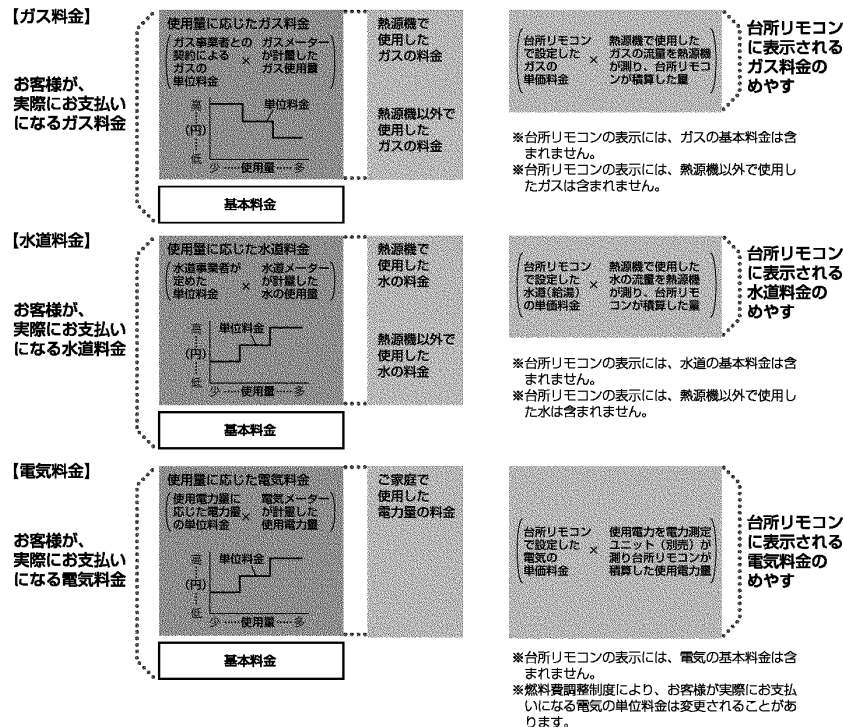 【ガス料金】
お客様が、
実際にお支払い
になるガス料金
使用量に応じたガス料金
ガス事業者との
契約による
ガスの
単位料金
×
ガスメーター
が計量した
ガス使用量
高
(円)
低
単位料金
少……使用量……多
基本料金
熱源機で
使用した
ガスの料金
熱源機以外で
使用した
ガスの料金
台所リモコン
で設定した
ガスの
単価料金
×
熱源機で使用した
ガスの流量を熱源機
が測り、台所リモコ
ンが積算した量
台所リモコン
に表示される
ガス料金の
めやす
※台所リモコンの表示には、ガスの基本料金は含
まれません。
※台所リモコンの表示には、熱源機以外で使用し
たガスは含まれません。
【水道料金】
お客様が、
実際にお支払い
になる水道料金
使用量に応じた水道料金
水道事業者が
定めた
単位料金
×
水道メーター
が計量した
水の使用量
高
(円)
低
単位料金
少……使用量……多
基本料金
熱源機で
使用した
水の料金
熱源機以外で
使用した
水の料金
台所リモコン
で設定した
水道(給湯)
の単価料金
×
熱源機で使用した
水の流量を熱源機
が測り、台所リモ
コンが積算した量
台所リモコン
に表示される
水道料金の
めやす
※台所リモコンの表示には、水道の基本料金は含
まれません。
※台所リモコンの表示には、熱源機以外で使用し
た水は含まれません。
【電気料金】
お客様が、
実際にお支払い
になる電気料金
使用量に応じた電気料金
使用電力量に
応じた電力量
の単位料金
×
電気メーター
が計量した
使用電力量
高
(円)
低
単位料金
少……使用量……多
基本料金
ご家庭で
使用した
電力量の料金
台所リモコン
で設定した
電気の
単価料金
×
使用電力を電力測定
ユニット（別売）が
測り台所リモコンが
積算した使用電力量
台所リモコン
に表示される
電気料金の
めやす
※台所リモコンの表示には、電気の基本料金は含
まれません。
※燃料費調整制度により、お客様が実際にお支払
いになる電気の単位料金は変更されることがあ
ります。